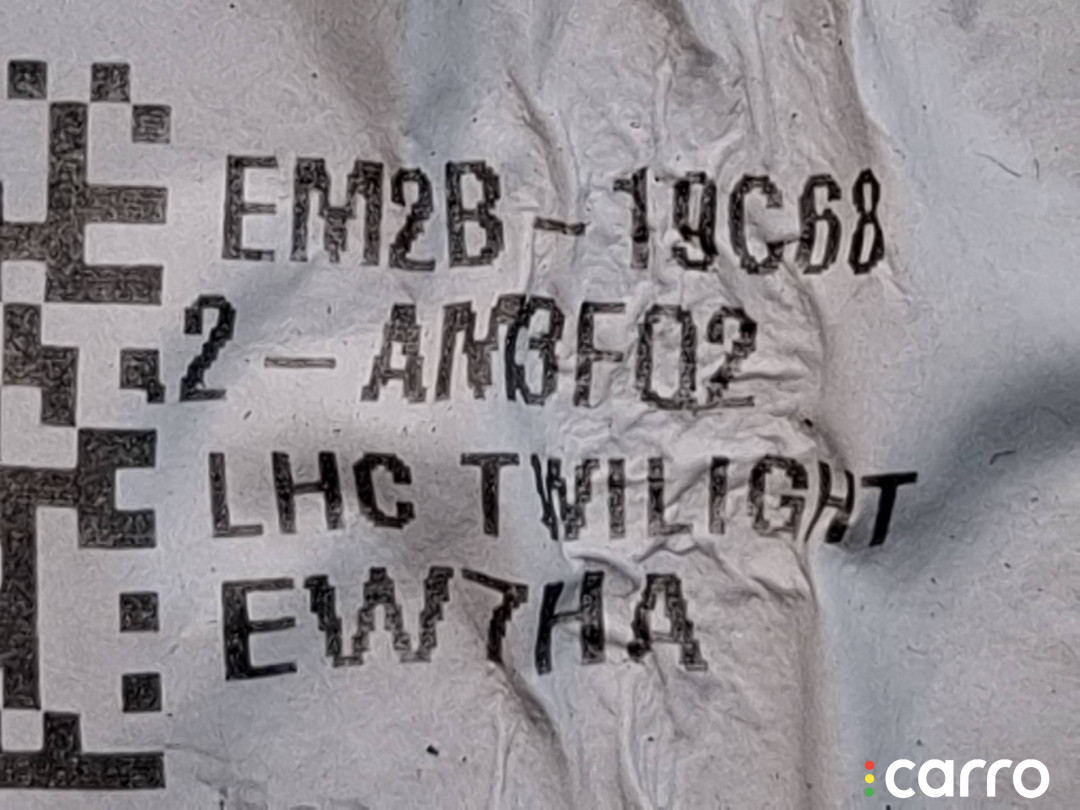 EM2B-19C68
2-AN3F02
LHC TWILIGHT
EW7HA
carro